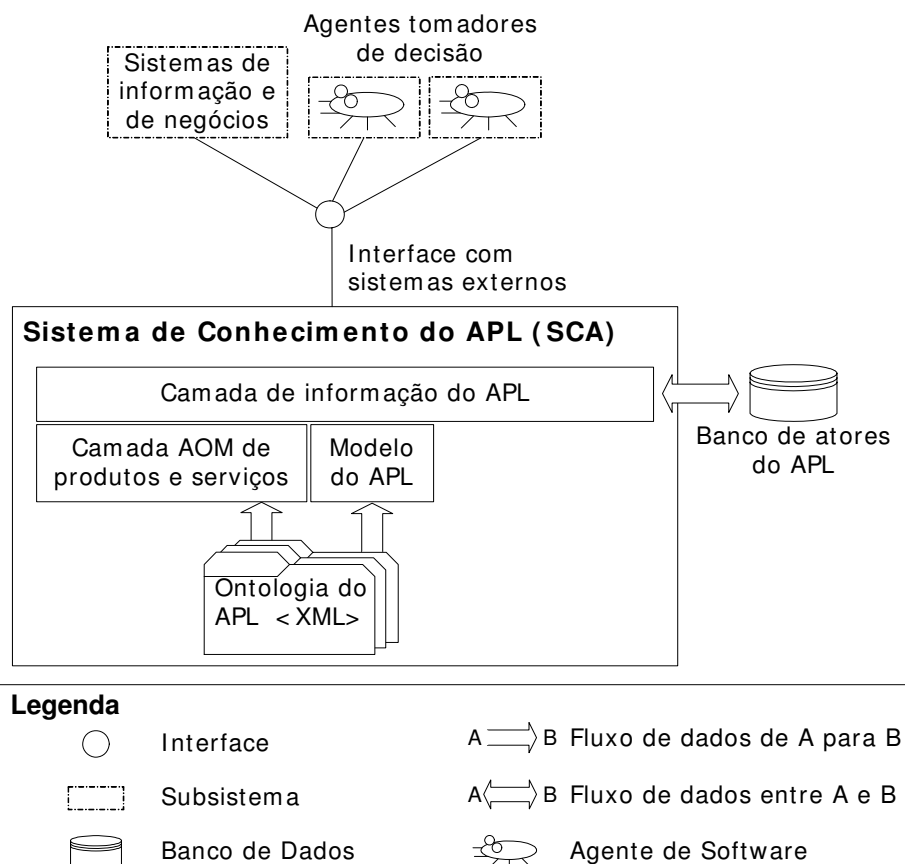 Agentes tomadores
de decisão
Sistemas de
informação e
de negócios
Interface com
sistemas externos
Sistema de Conhecimento do APL (SCA)
Camada de informação do APL
Camada AOM de
produtos e serviços
Modelo
do APL
Banco de atores
do APL
Ontologia do
APL <XML>
Legenda
Interface
A B Fluxo de dados de A para B
Subsistema
A B Fluxo de dados entre A e B
Banco de Dados
Agente de Software